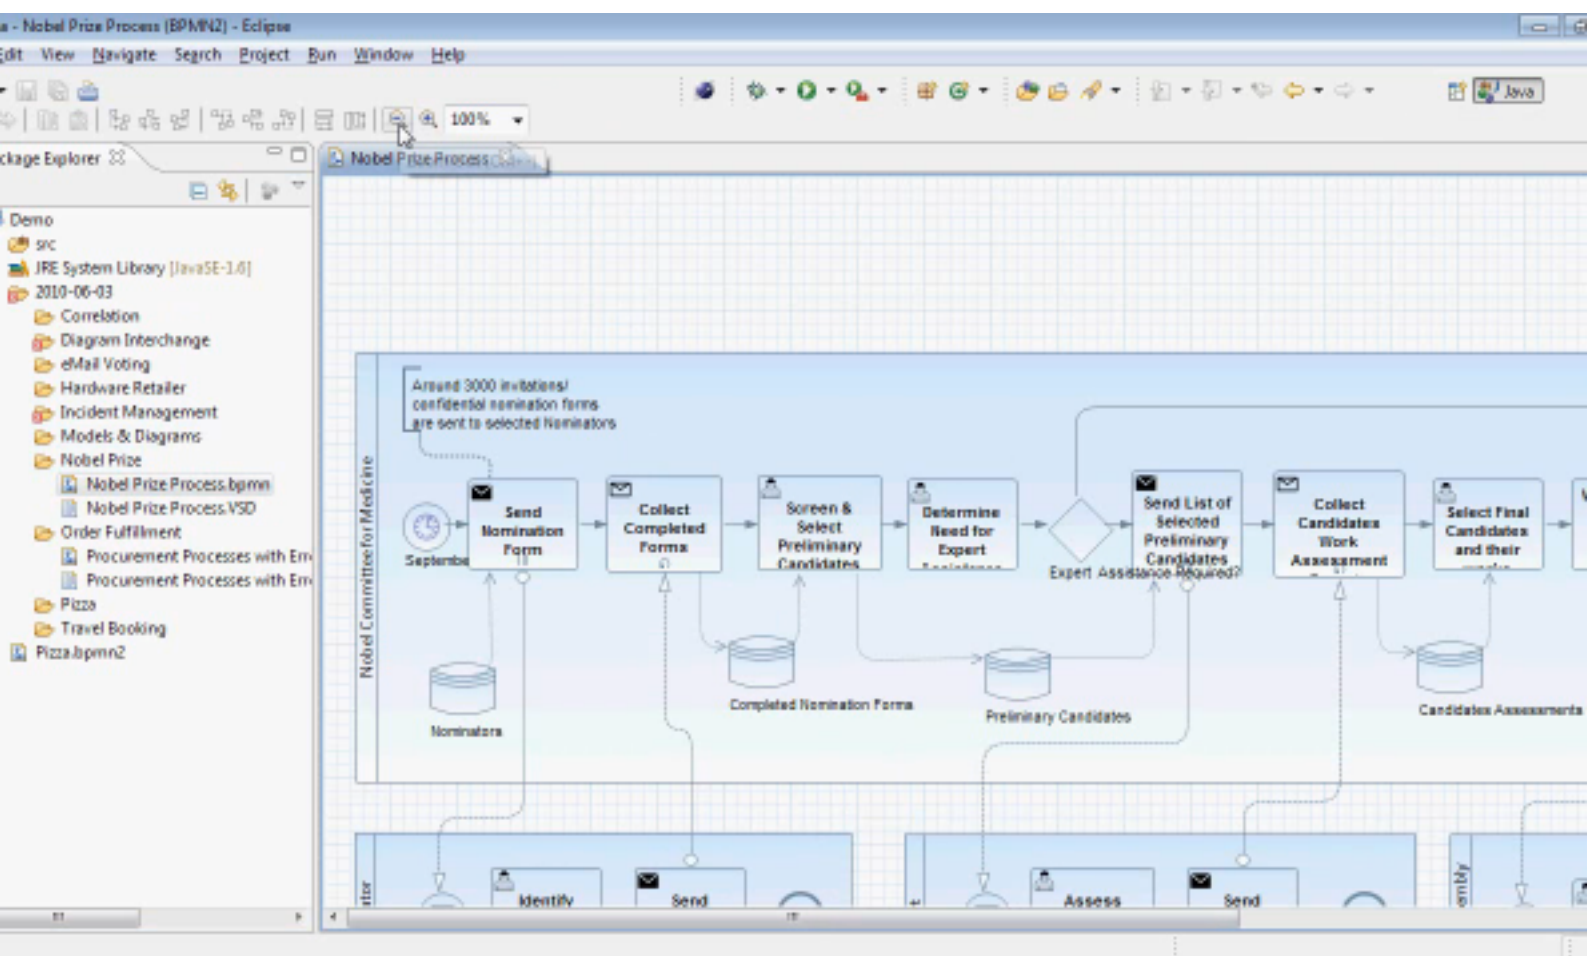 - Nobel Prize Process (BPMN2) - Eclipse
Edit View Navigate Search Project Run Window Help
Java
100%
ckage Explorer
Nobel Prize Process
Demo
src
JRE System Library [JavaSE-1.6]
2010-06-03
Correlation
Diagram Interchange
eMail Voting
Hardware Retailer
Incident Management
Models & Diagrams
Nobel Prize
Nobel Prize Process.bpmn
Nobel Prize Process.VSD
Order Fulfillment
Procurement Processes with Err
Procurement Processes with Err
Pizza
Travel Booking
Pizza.bpmn2
Nobel Committee for Medicine
Around 3000 invitations/
confidential nomination forms
are sent to selected Nominators
September
Send
Nomination
Form
Collect
Completed
Forms
Screen &
Select
Preliminary
Candidates
Determine
Need for
Expert
Expert Assistance Required?
Send List of
Selected
Preliminary
Candidates
Collect
Candidates
Work
Assessment
Select Final
Candidates
and their
Nominators
Completed Nomination Forms
Preliminary Candidates
Candidates Assessments
Identify
Send
Assess
Send
embly